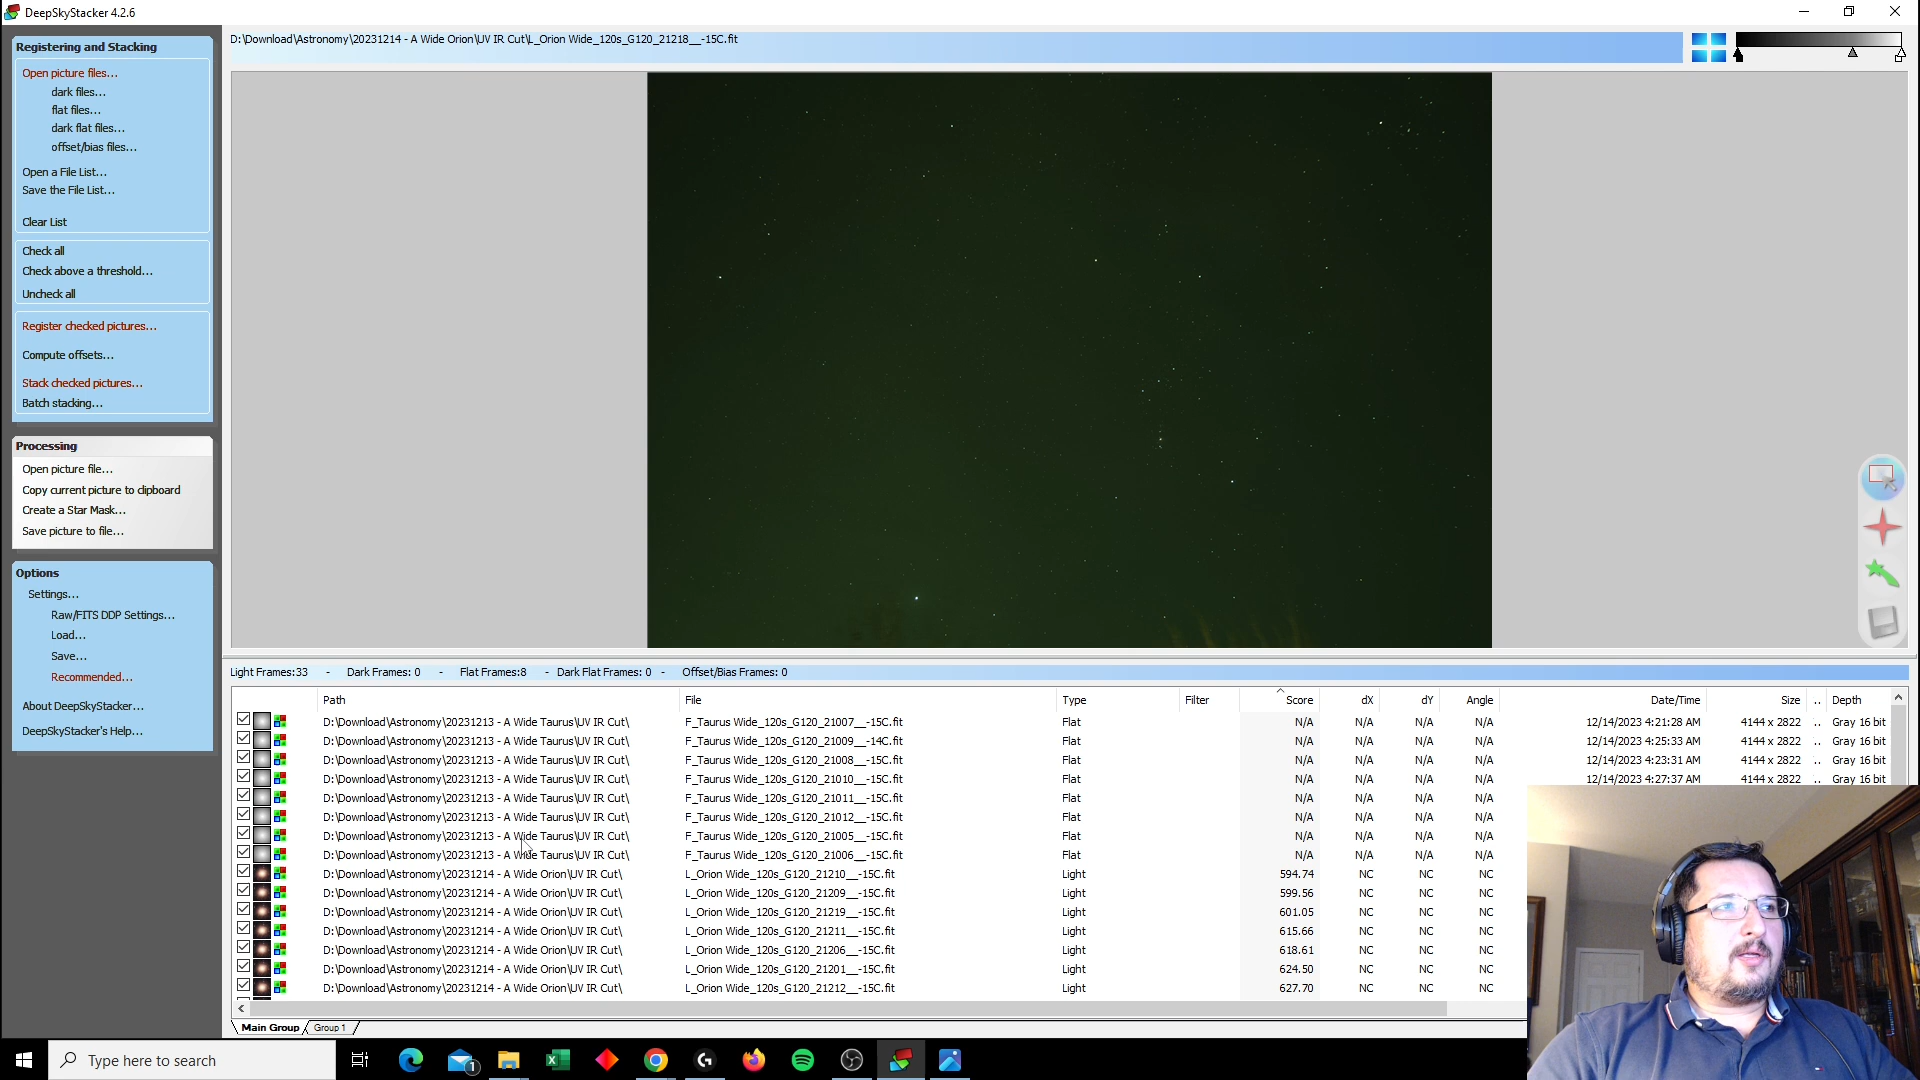 DeepSkyStacker 4.2.6
Registering and Stacking
Open picture files...
dark files...
flat files...
dark flat files...
offset/bias files...
Open a File List...
Save the File List...
Clear List
Check all
Check above a threshold...
Uncheck all
Register checked pictures...
Compute offsets...
Stack checked pictures...
Batch stacking...
Processing
Open picture file...
Copy current picture to clipboard
Create a Star Mask...
Save picture to file...
Options
Settings...
Raw/FITS DDP Settings...
Load...
Save...
Recommended...
About DeepSkyStacker...
DeepSkyStacker's Help...
D:\Download\Astronomy\20231214 - A Wide Orion\UV IR Cut\L_Orion Wide_120s_G120_21218__-15C.fit
Light Frames:33 - Dark Frames: 0 - Flat Frames:8 - Dark Flat Frames: 0 - Offset/Bias Frames: 0
Path File Type Filter Score dX dY Angle Date/Time Size .. Depth
D:\Download\Astronomy\20231213 - A Wide Taurus\UV IR Cut\ F_Taurus Wide_120s_G120_21007__-15C.fit Flat N/A N/A N/A N/A 12/14/2023 4:21:28 AM 4144 x 2822 .. Gray 16 bit
D:\Download\Astronomy\20231213 - A Wide Taurus\UV IR Cut\ F_Taurus Wide_120s_G120_21009__-14C.fit Flat N/A N/A N/A N/A 12/14/2023 4:25:33 AM 4144 x 2822 .. Gray 16 bit
D:\Download\Astronomy\20231213 - A Wide Taurus\UV IR Cut\ F_Taurus Wide_120s_G120_21008__-15C.fit Flat N/A N/A N/A N/A 12/14/2023 4:23:31 AM 4144 x 2822 .. Gray 16 bit
D:\Download\Astronomy\20231213 - A Wide Taurus\UV IR Cut\ F_Taurus Wide_120s_G120_21010__-15C.fit Flat N/A N/A N/A N/A 12/14/2023 4:27:37 AM 4144 x 2822 .. Gray 16 bit
D:\Download\Astronomy\20231213 - A Wide Taurus\UV IR Cut\ F_Taurus Wide_120s_G120_21011__-15C.fit Flat N/A N/A N/A N/A
D:\Download\Astronomy\20231213 - A Wide Taurus\UV IR Cut\ F_Taurus Wide_120s_G120_21012__-15C.fit Flat N/A N/A N/A N/A
D:\Download\Astronomy\20231213 - A Wide Taurus\UV IR Cut\ F_Taurus Wide_120s_G120_21005__-15C.fit Flat N/A N/A N/A N/A
D:\Download\Astronomy\20231213 - A Wide Taurus\UV IR Cut\ F_Taurus Wide_120s_G120_21006__-15C.fit Flat N/A N/A N/A N/A
D:\Download\Astronomy\20231214 - A Wide Orion\UV IR Cut\ L_Orion Wide_120s_G120_21210__-15C.fit Light 594.74 NC NC NC
D:\Download\Astronomy\20231214 - A Wide Orion\UV IR Cut\ L_Orion Wide_120s_G120_21209__-15C.fit Light 599.56 NC NC NC
D:\Download\Astronomy\20231214 - A Wide Orion\UV IR Cut\ L_Orion Wide_120s_G120_21219__-15C.fit Light 601.05 NC NC NC
D:\Download\Astronomy\20231214 - A Wide Orion\UV IR Cut\ L_Orion Wide_120s_G120_21211__-15C.fit Light 615.66 NC NC NC
D:\Download\Astronomy\20231214 - A Wide Orion\UV IR Cut\ L_Orion Wide_120s_G120_21206__-15C.fit Light 618.61 NC NC NC
D:\Download\Astronomy\20231214 - A Wide Orion\UV IR Cut\ L_Orion Wide_120s_G120_21201__-15C.fit Light 624.50 NC NC NC
D:\Download\Astronomy\20231214 - A Wide Orion\UV IR Cut\ L_Orion Wide_120s_G120_21212__-15C.fit Light 627.70 NC NC NC
Main Group Group 1
Type here to search
1